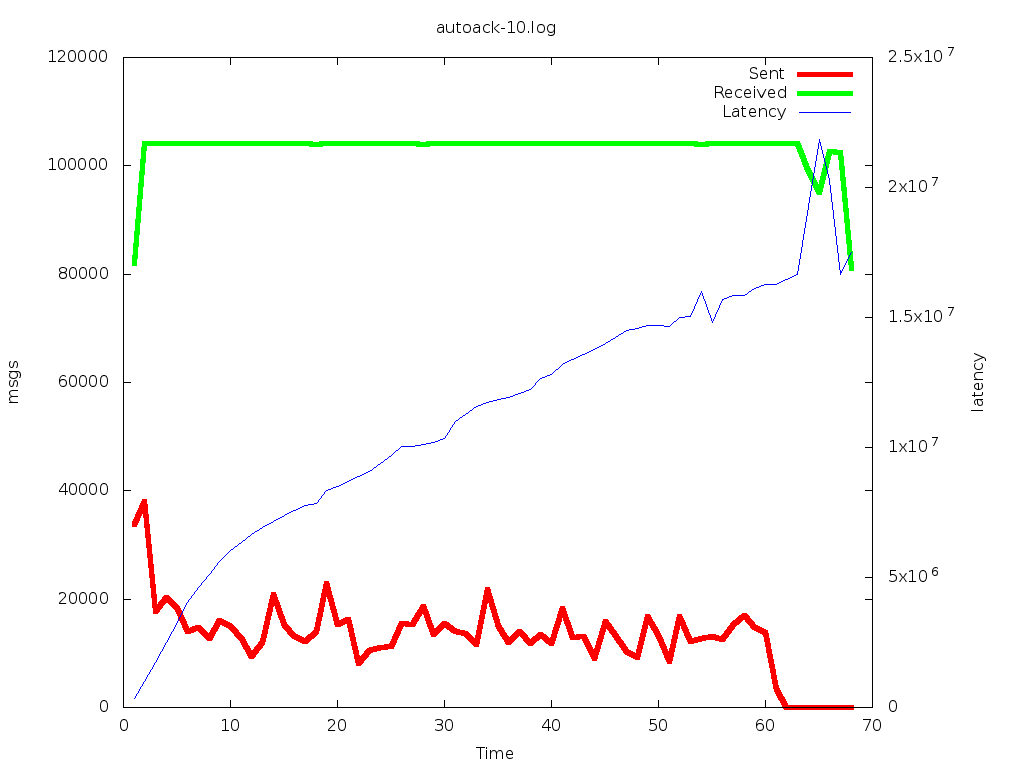 autoack-10.log
120000
100000
80000
60000
40000
20000
0
msgs
Sent
Received
Latency
2.5x10^7
2x10^7
1.5x10^7
1x10^7
5x10^6
0
latency
0 10 20 30 40 50 60 70
Time